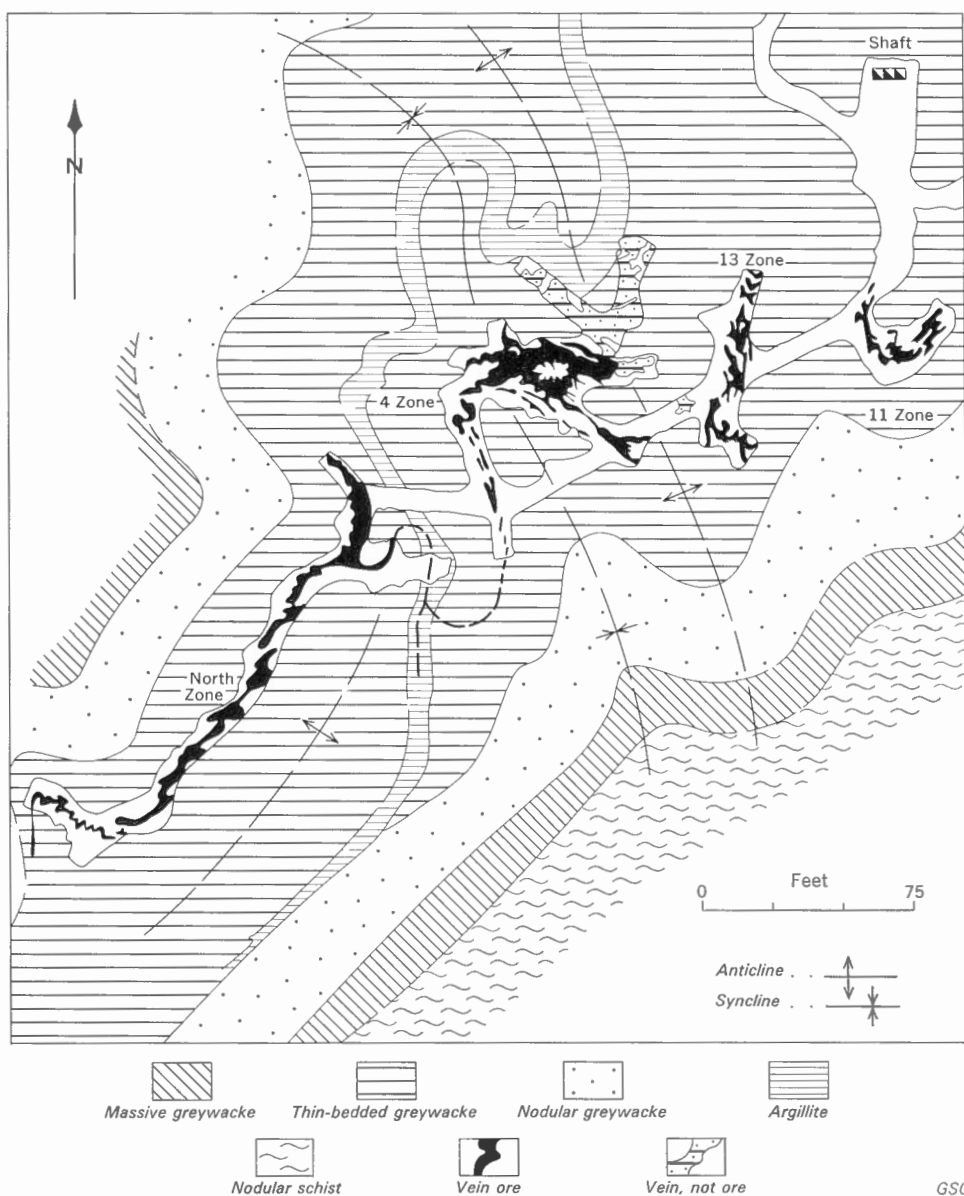 Shaft
N
13 Zone
4 Zone
11 Zone
North
Zone
Feet
0 75
Anticline . .
Syncline . .
Massive greywacke Thin-bedded greywacke Nodular greywacke Argillite
Nodular schist Vein ore Vein, not ore
GSC